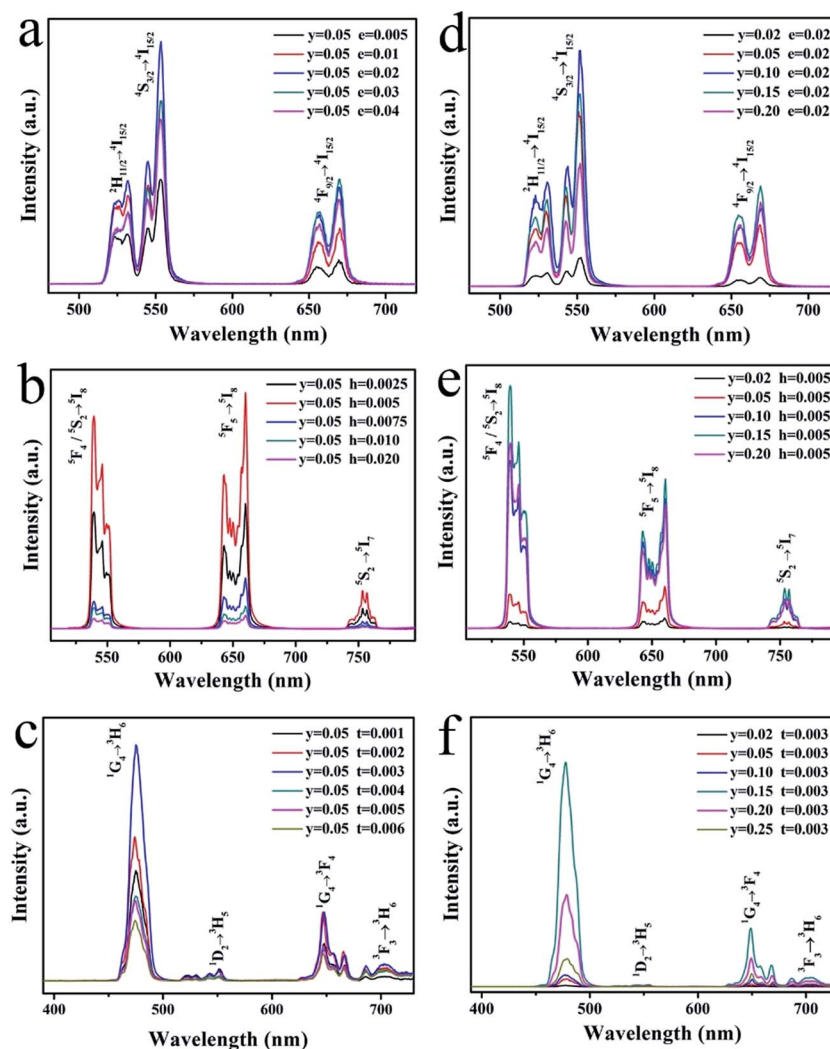 a
y=0.05 e=0.005
y=0.05 e=0.01
y=0.05 e=0.02
y=0.05 e=0.03
y=0.05 e=0.04
²H₁₁/₂→⁴I₁₅/₂
⁴S₃/₂→⁴I₁₅/₂
⁴F₉/₂→⁴I₁₅/₂
Intensity (a.u.)
500 550 600 650 700
Wavelength (nm)
d
y=0.02 e=0.02
y=0.05 e=0.02
y=0.10 e=0.02
y=0.15 e=0.02
y=0.20 e=0.02
²H₁₁/₂→⁴I₁₅/₂
⁴S₃/₂→⁴I₁₅/₂
⁴F₉/₂→⁴I₁₅/₂
Intensity (a.u.)
500 550 600 650 700
Wavelength (nm)
b
y=0.05 h=0.0025
y=0.05 h=0.005
y=0.05 h=0.0075
y=0.05 h=0.010
y=0.05 h=0.020
⁵F₄ / ⁵S₂→⁵I₈
⁵F₅→⁵I₈
⁵S₂→⁵I₇
Intensity (a.u.)
550 600 650 700 750
Wavelength (nm)
e
y=0.02 h=0.005
y=0.05 h=0.005
y=0.10 h=0.005
y=0.15 h=0.005
y=0.20 h=0.005
⁵F₄ / ⁵S₂→⁵I₈
⁵F₅→⁵I₈
⁵S₂→⁵I₇
Intensity (a.u.)
550 600 650 700 750
Wavelength (nm)
c
y=0.05 t=0.001
y=0.05 t=0.002
y=0.05 t=0.003
y=0.05 t=0.004
y=0.05 t=0.005
y=0.05 t=0.006
¹G₄→³H₆
¹D₂→³H₅
¹G₄→³F₄
³F₃→³H₆
Intensity (a.u.)
400 500 600 700
Wavelength (nm)
f
y=0.02 t=0.003
y=0.05 t=0.003
y=0.10 t=0.003
y=0.15 t=0.003
y=0.20 t=0.003
y=0.25 t=0.003
¹G₄→³H₆
¹D₂→³H₅
¹G₄→³F₄
³F₃→³H₆
Intensity (a.u.)
400 500 600 700
Wavelength (nm)